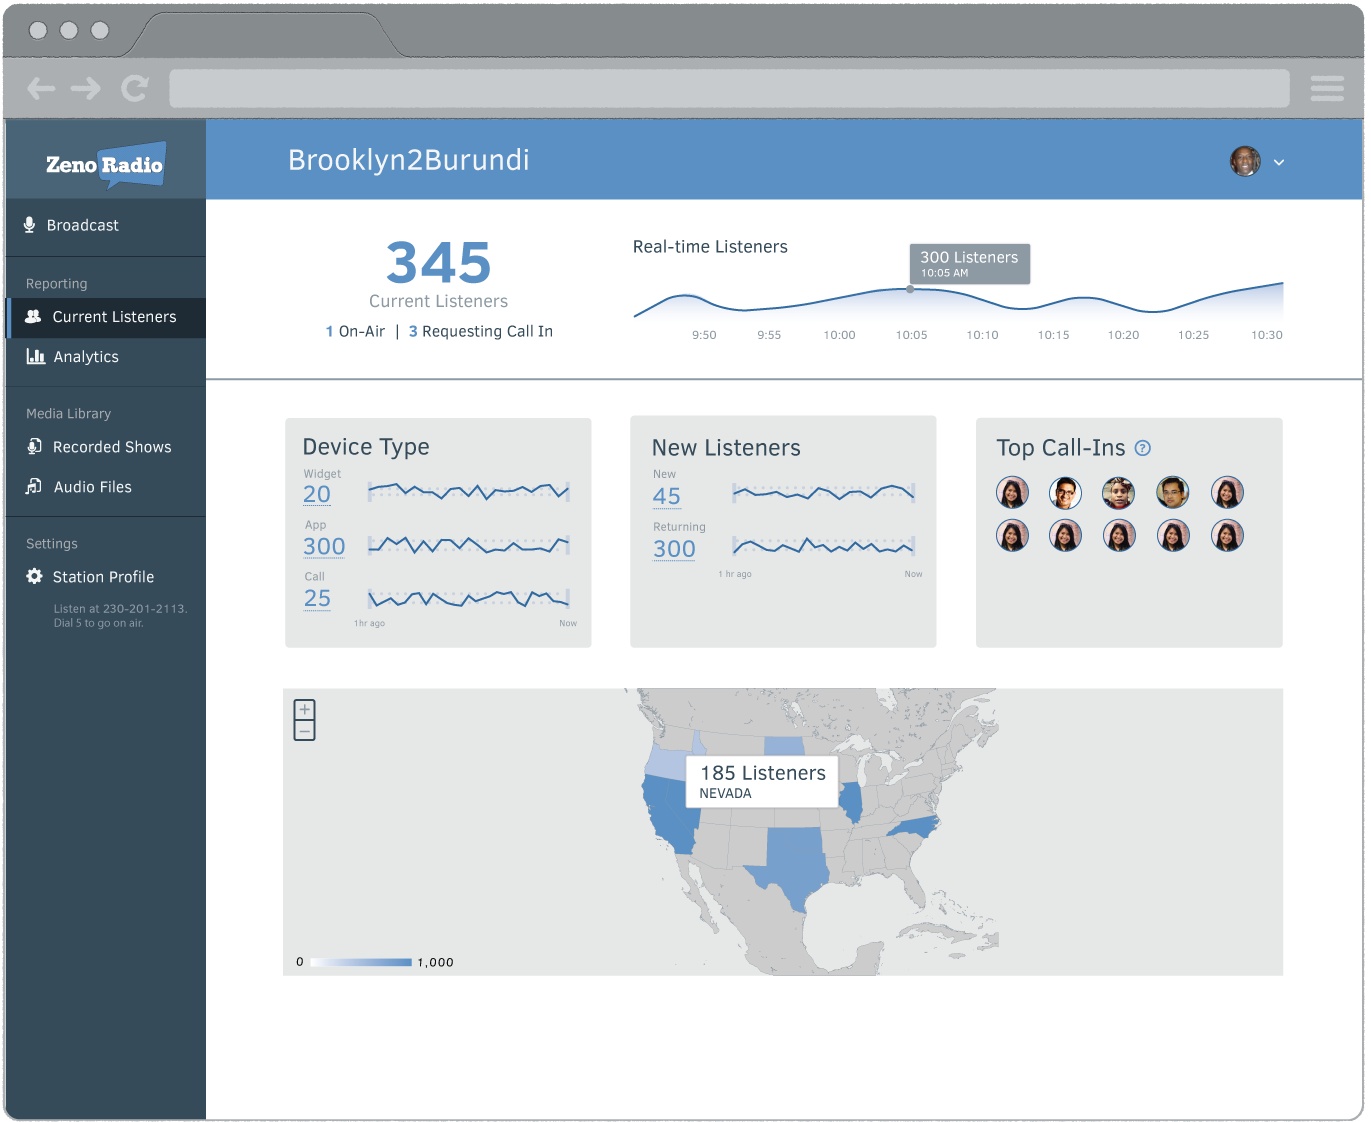 Zeno Radio
Brooklyn2Burundi
Broadcast
Reporting
Current Listeners
Analytics
Media Library
Recorded Shows
Audio Files
Settings
Station Profile
Listen at 230-201-2113.
Dial 5 to go on air.
345
Current Listeners
1 On-Air | 3 Requesting Call In
Real-time Listeners
300 Listeners
10:05 AM
9:50 9:55 10:00 10:05 10:10 10:15 10:20 10:25 10:30
Device Type
Widget
20
App
300
Call
25
1hr ago Now
New Listeners
New
45
Returning
300
1 hr ago Now
Top Call-Ins ?
+
−
185 Listeners
NEVADA
0 1,000